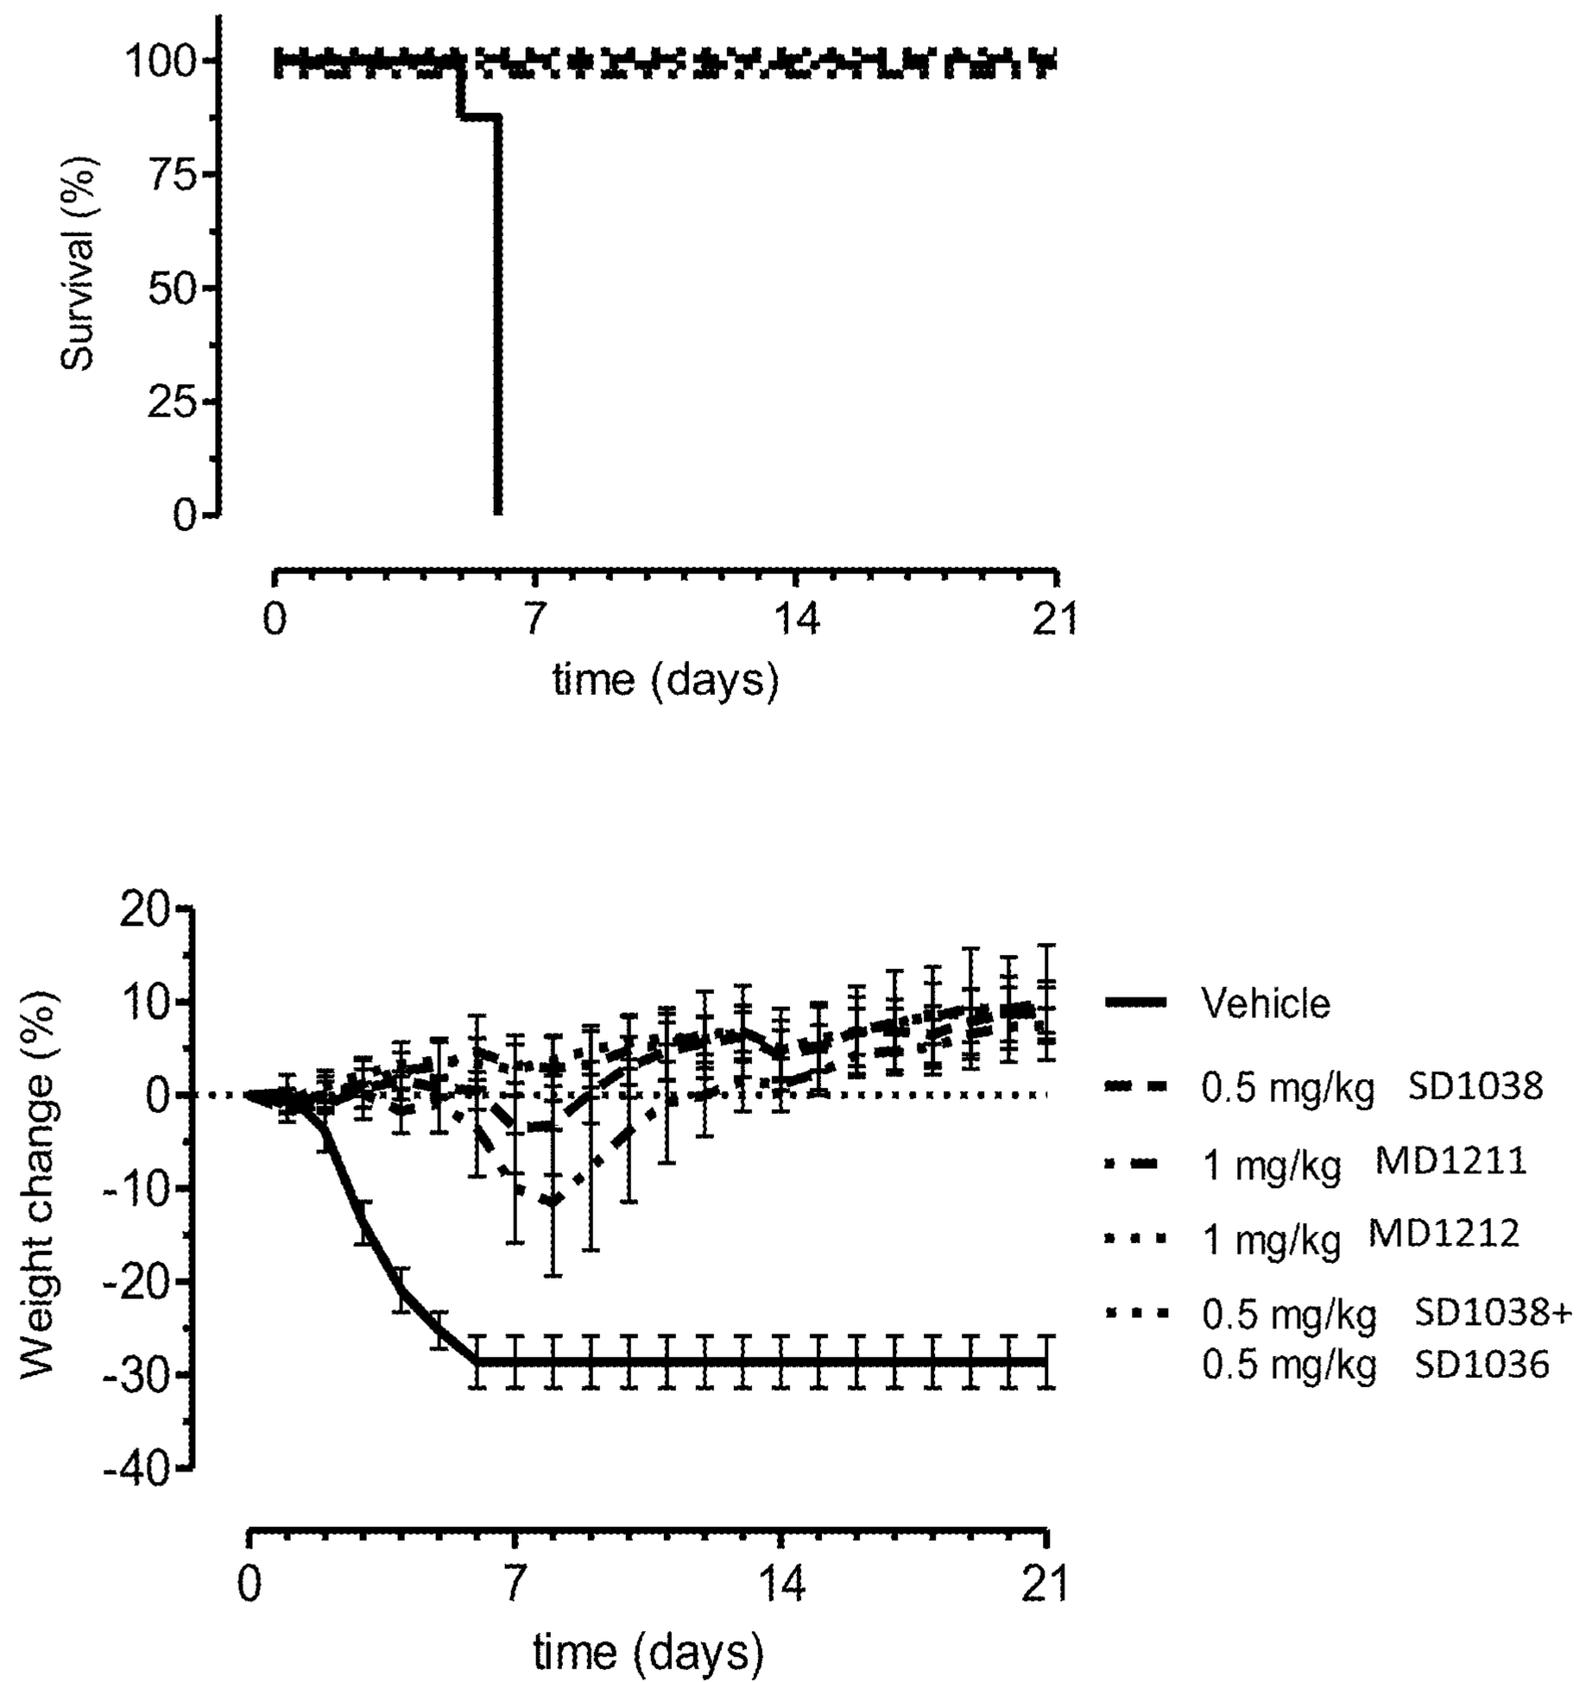 Survival (%)
100
75
50
25
0
0 7 14 21
time (days)
Weight change (%)
20
10
0
-10
-20
-30
-40
0 7 14 21
time (days)
Vehicle
0.5 mg/kg SD1038
1 mg/kg MD1211
1 mg/kg MD1212
0.5 mg/kg SD1038+
0.5 mg/kg SD1036